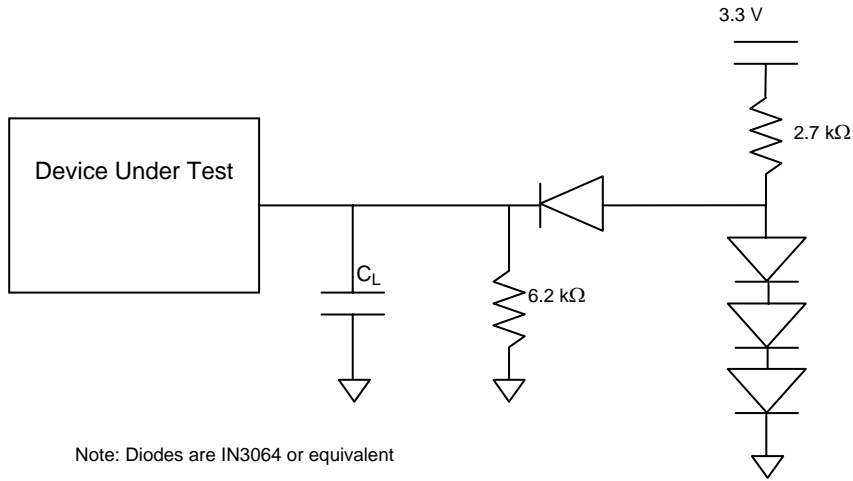 3.3 V
2.7 kΩ
Device Under Test
CL
6.2 kΩ
Note: Diodes are IN3064 or equivalent